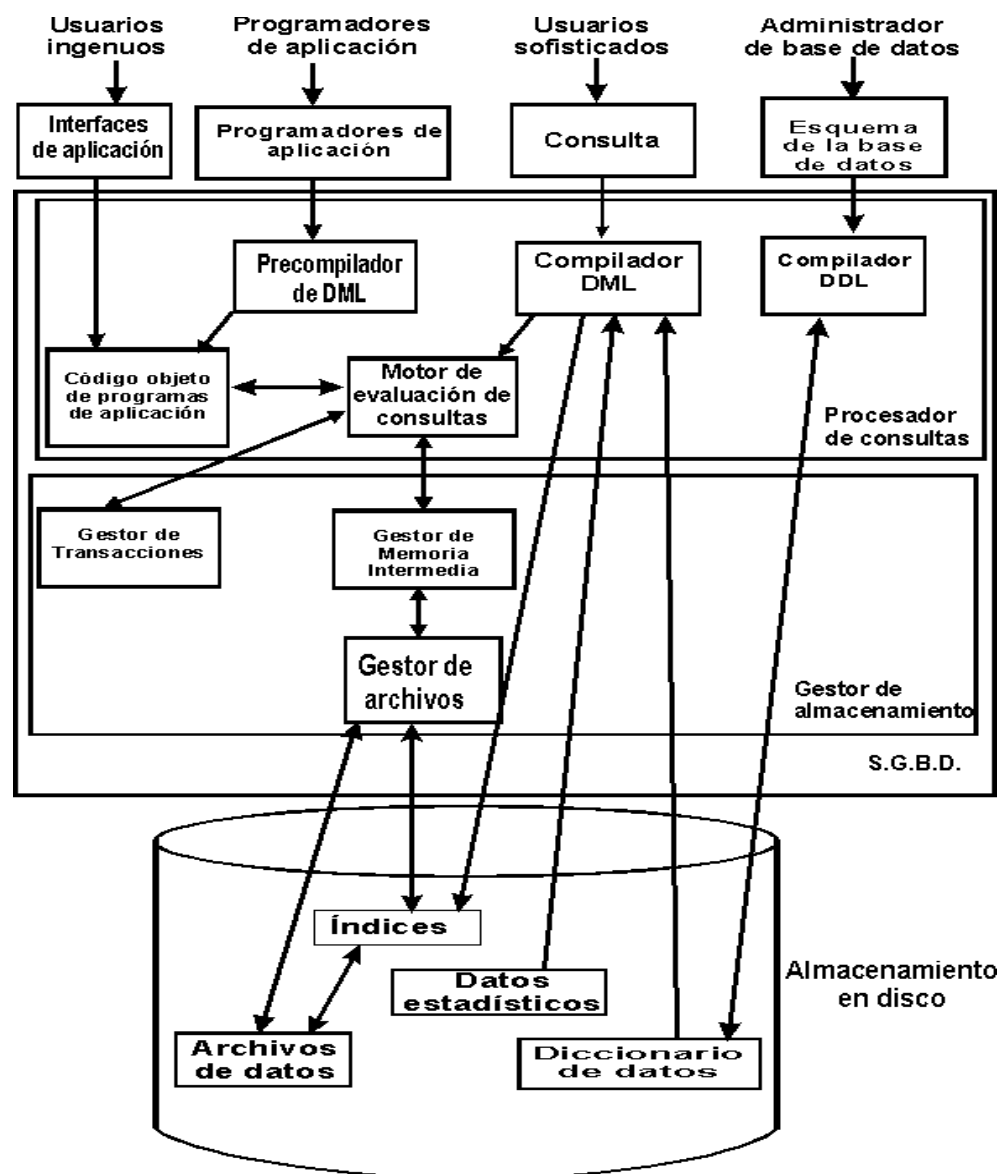 Usuarios
ingenuos
Programadores
de aplicación
Usuarios
sofisticados
Administrador
de base de datos
Interfaces
de aplicación
Programadores de
aplicación
Consulta
Esquema
de la base
de datos
Precompilador
de DML
Compilador
DML
Compilador
DDL
Código objeto
de programas
de aplicación
Motor de
evaluación de
consultas
Procesador
de consultas
Gestor de
Transacciones
Gestor de
Memoria
Intermedia
Gestor de
archivos
Gestor de
almacenamiento
S.G.B.D.
Índices
Datos
estadísticos
Almacenamiento
en disco
Archivos
de datos
Diccionario
de datos